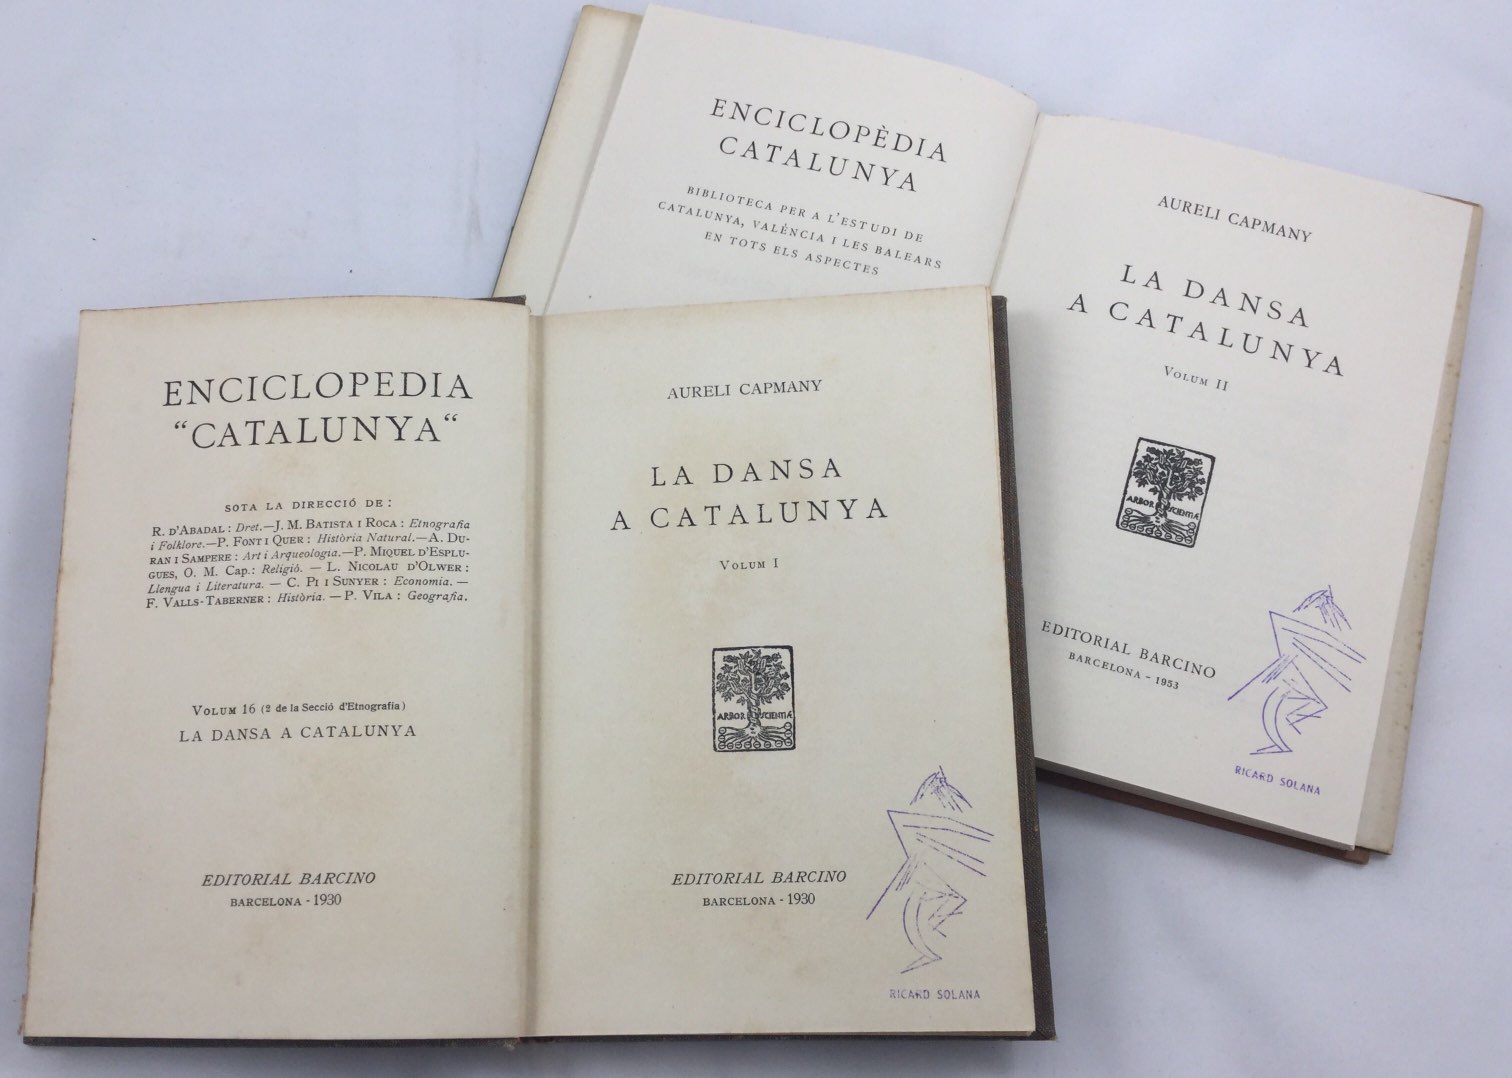 ENCICLOPÈDIA
CATALUNYA
BIBLIOTECA PER A L'ESTUDI DE
CATALUNYA, VALÉNCIA I LES BALEARS
EN TOTS ELS ASPECTES
AURELI CAPMANY
LA DANSA
A CATALUNYA
VOLUM II
ARBOR SCIENTIÆ
EDITORIAL BARCINO
BARCELONA - 1953
RICARD SOLANA
ENCICLOPEDIA
"CATALUNYA"
SOTA LA DIRECCIÓ DE:
R. D'ABADAL: Dret.—J. M. BATISTA I ROCA: Etnografia
i Folklore.—P. FONT I QUER: Història Natural.—A. DU-
RAN I SAMPERE: Art i Arqueologia.—P. MIQUEL D'ESPLU-
GUES, O. M. Cap.: Religió. — L. NICOLAU D'OLWER:
Llengua i Literatura. — C. PI I SUNYER: Economia. —
F. VALLS-TABERNER: Història. — P. VILA: Geografia.
VOLUM 16 (2 de la Secció d'Etnografia)
LA DANSA A CATALUNYA
EDITORIAL BARCINO
BARCELONA - 1930
AURELI CAPMANY
LA DANSA
A CATALUNYA
VOLUM I
ARBOR SCIENTIÆ
EDITORIAL BARCINO
BARCELONA - 1930
RICARD SOLANA